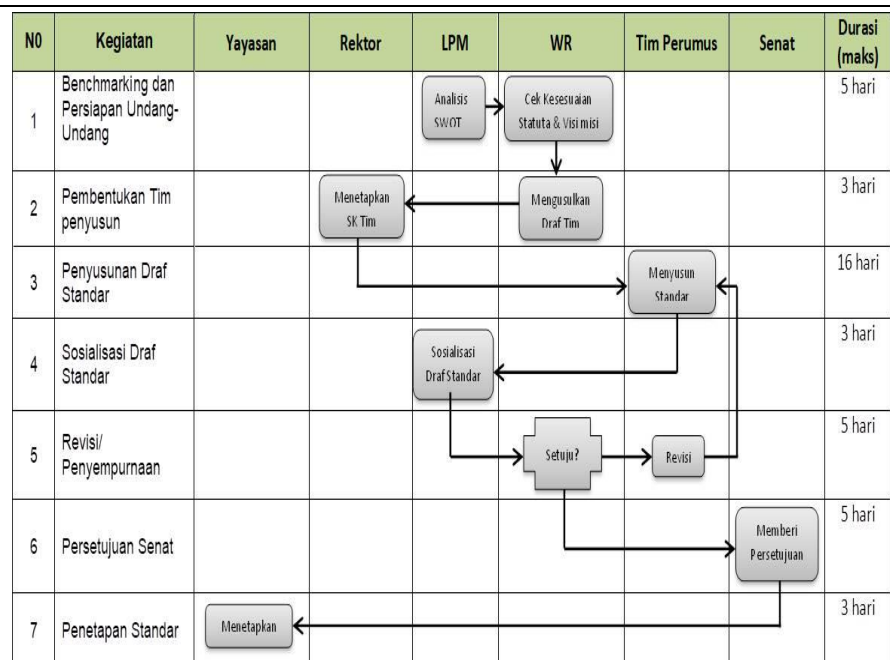 N0 Kegiatan Yayasan Rektor LPM WR Tim Perumus Senat Durasi
(maks)
1
Benchmarking dan
Persiapan Undang-
Undang
Analisis
SWOT
Cek Kesesuaian
Statuta & Visi misi
5 hari
2
Pembentukan Tim
penyusun
Menetapkan
SK Tim
Mengusulkan
Draf Tim
3 hari
3
Penyusunan Draf
Standar
Menyusun
Standar
16 hari
4
Sosialisasi Draf
Standar
Sosialisasi
Draf Standar
3 hari
5
Revisi/
Penyempurnaan
Setuju?
Revisi
5 hari
6
Persetujuan Senat
Memberi
Persetujuan
5 hari
7
Penetapan Standar
Menetapkan
3 hari